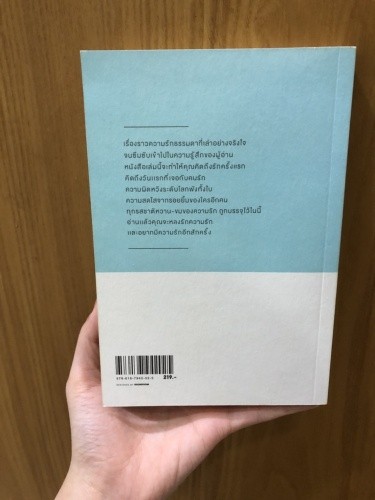 เรื่องราวความรักธรรมดาที่เล่าอย่างจริงใจ
จนซึมซับเข้าไปในความรู้สึกของผู้อ่าน
หนังสือเล่มนี้จะทำให้คุณคิดถึงรักครั้งแรก
คิดถึงวันแรกที่เจอกับคนรัก
ความผิดหวังระดับโลกพังทั้งใบ
ความสดใสจากรอยยิ้มของใครอีกคน
ทุกรสชาติหวาน-ขมของความรัก ถูกบรรจุไว้ในนี้
อ่านแล้วคุณจะหลงรักความรัก
และอยากมีความรักอีกสักครั้ง
219.-